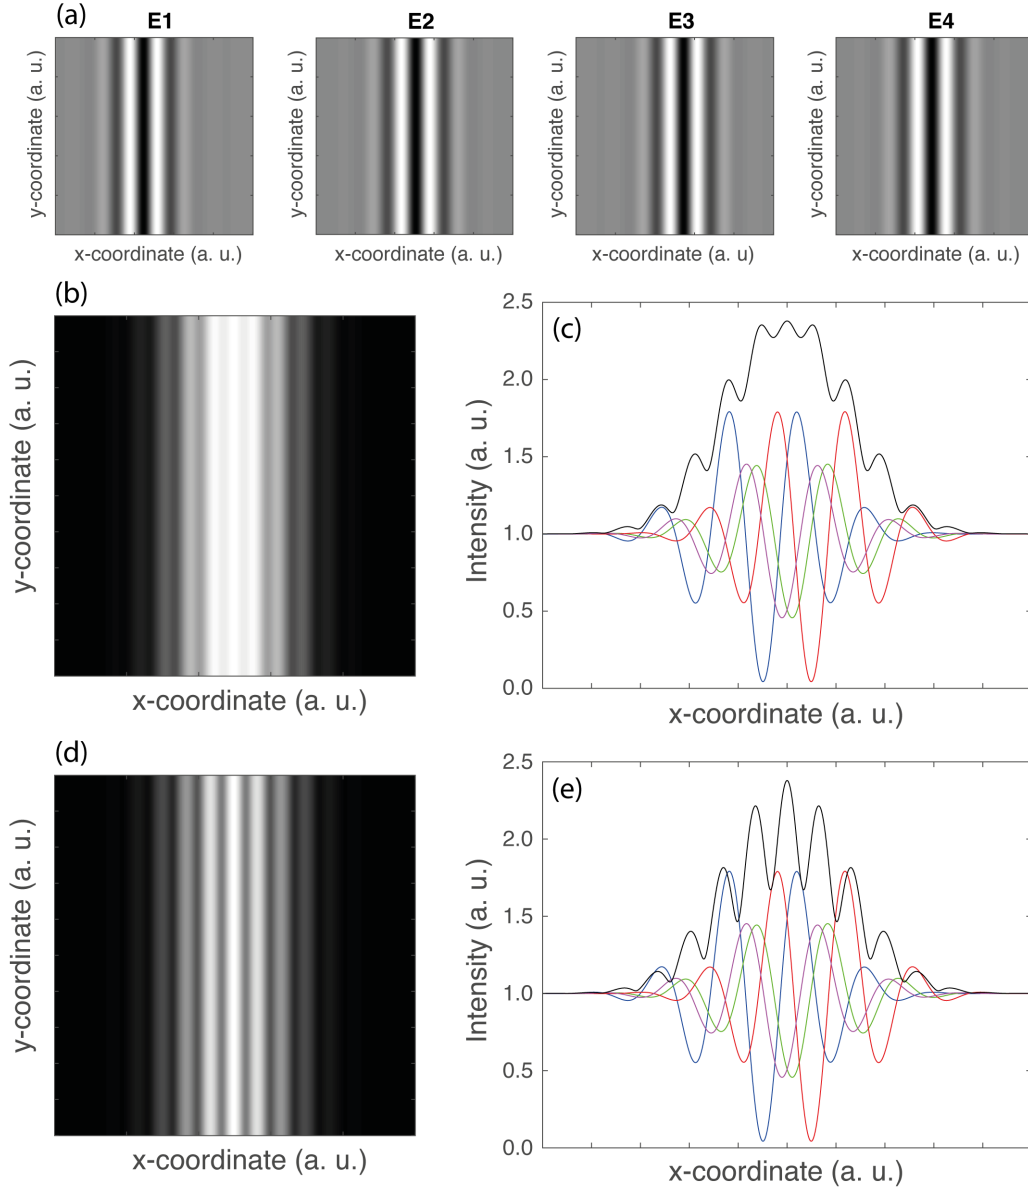 (a)
E1
E2
E3
E4
y-coordinate (a. u.)
y-coordinate (a. u.)
y-coordinate (a. u.)
y-coordinate (a. u.)
x-coordinate (a. u.)
x-coordinate (a. u.)
x-coordinate (a. u)
x-coordinate (a. u.)
(b)
y-coordinate (a. u.)
x-coordinate (a. u.)
(c)
Intensity (a. u.)
2.5
2.0
1.5
1.0
0.5
0.0
x-coordinate (a. u.)
(d)
y-coordinate (a. u.)
x-coordinate (a. u.)
(e)
Intensity (a. u.)
2.5
2.0
1.5
1.0
0.5
0.0
x-coordinate (a. u.)